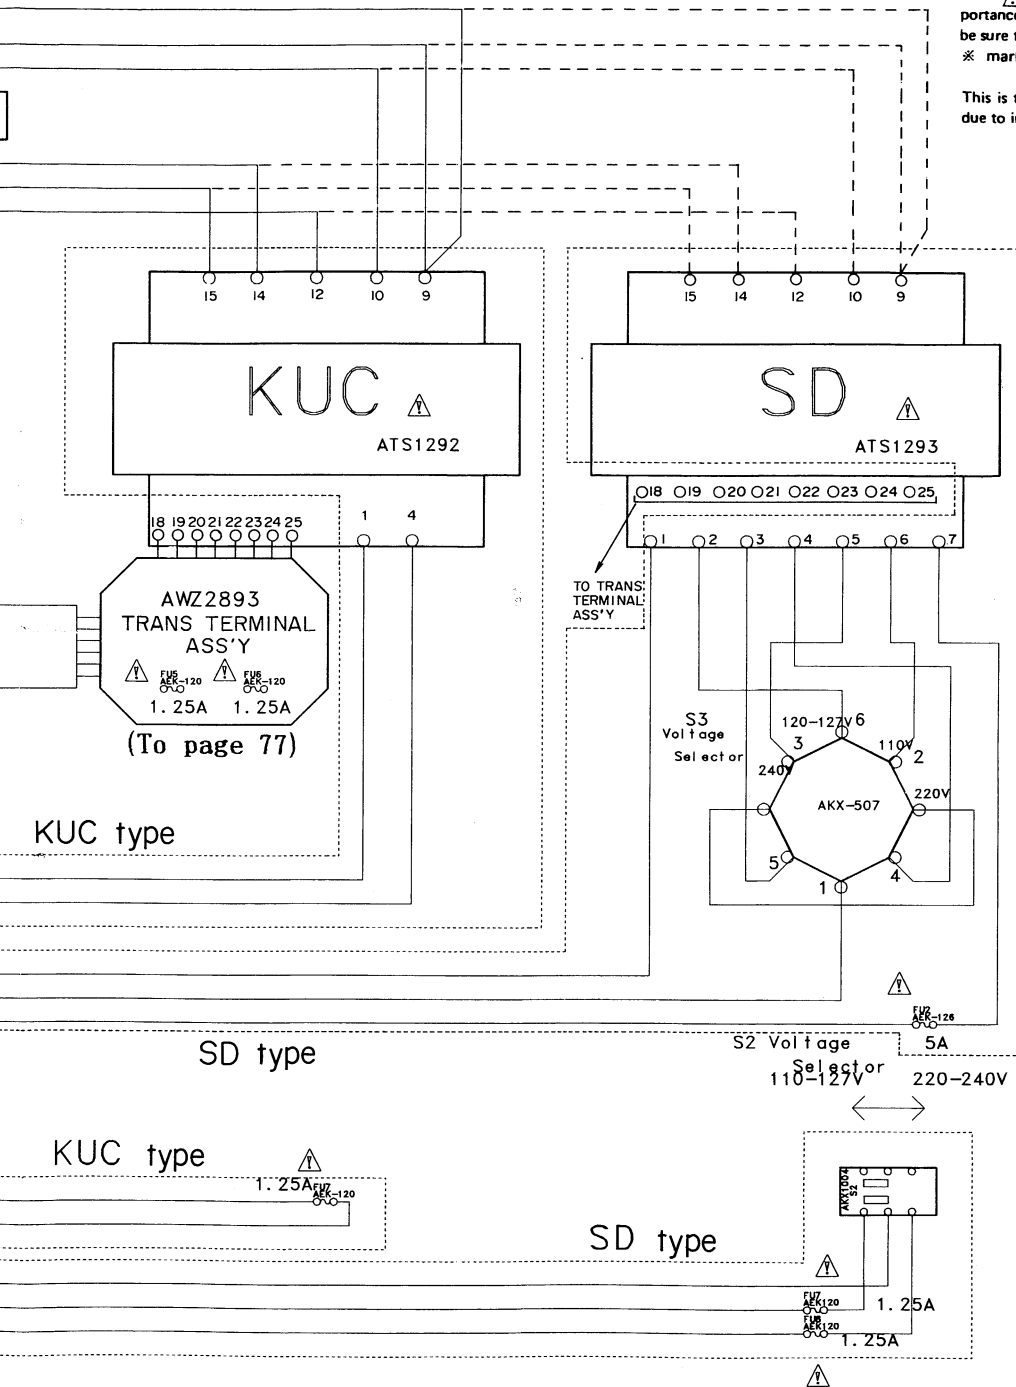 portanc
be sure t
※ mar
This is t
due to i
15 14 12 10 9
15 14 12 10 9
KUC
ATS1292
SD
ATS1293
18 19 20 21 22 23 24 25
1 4
18 19 20 21 22 23 24 25
1 2 3 4 5 6 7
TO TRANS
TERMINAL
ASS'Y
AWZ2893
TRANS TERMINAL
ASS'Y
FU5
AEK-120
1.25A
FU6
AEK-120
1.25A
(To page 77)
S3
Voltage
Selector
120-127V 6
3
240V
110V 2
220V
AKX-507
5
1
4
KUC type
FU2
AEK-126
5A
SD type
S2 Voltage
Selector
110-127V
220-240V
KUC type
1.25A
FU7
AEK-120
AKX1004
S2
SD type
FU7
AEK120
1.25A
FU8
AEK120
1.25A